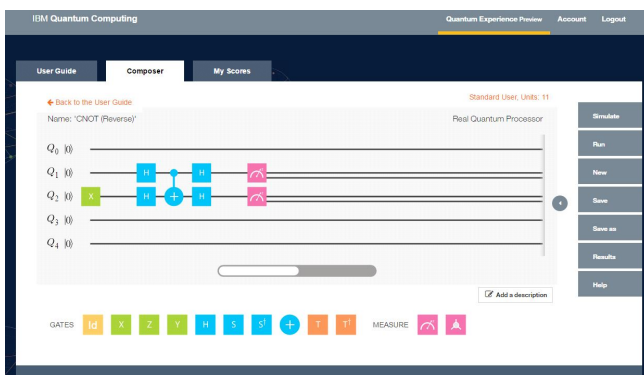 IBM Quantum Computing
Quantum Experience Preview Account Logout
User Guide Composer My Scores
← Back to the User Guide
Standard User, Units: 11
Name: 'CNOT (Reverse)'
Real Quantum Processor
Simulate
Run
New
Save
Save as
Results
Help
Q0 |0⟩
Q1 |0⟩ H H
Q2 |0⟩ X H + H
Q3 |0⟩
Q4 |0⟩
Add a description
GATES Id X Z Y H S S† + T T† MEASURE